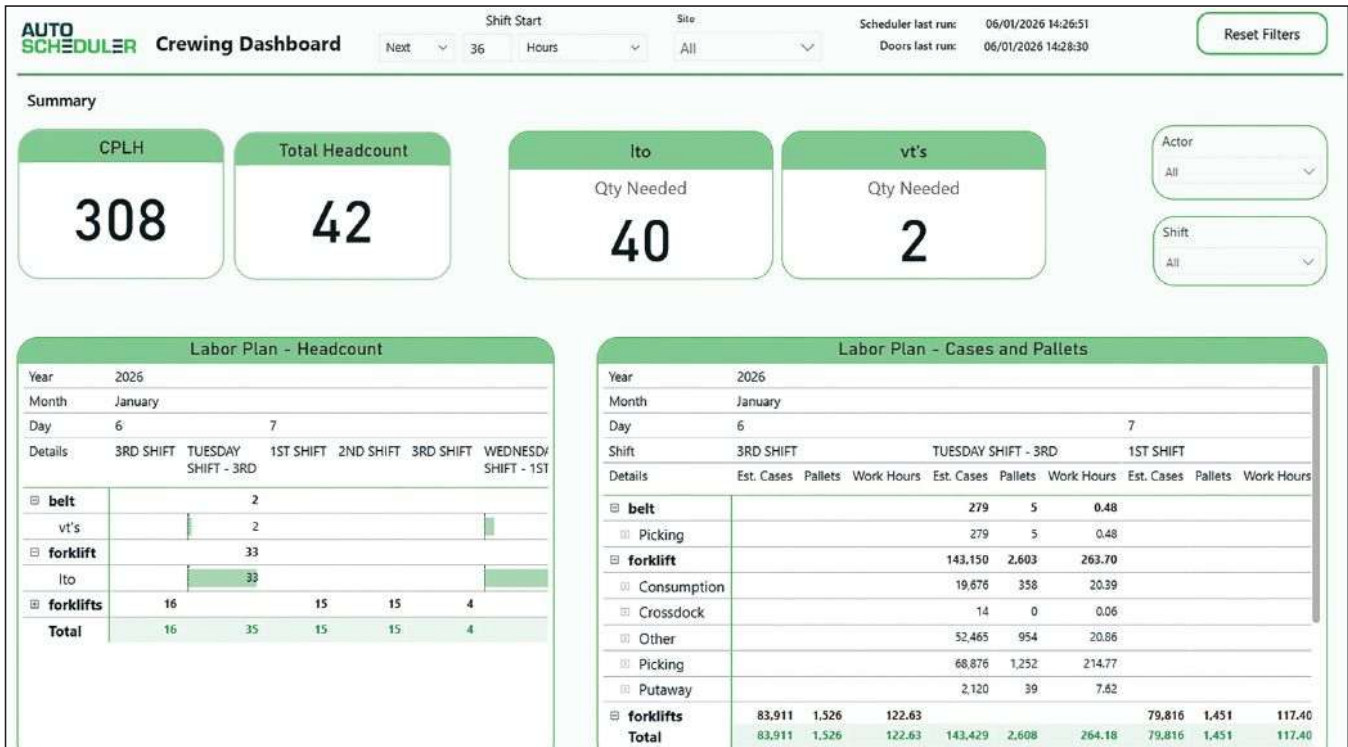 AUTO
SCHEDULER
Crewing Dashboard
Shift Start
Next 36 Hours
Site
All
Scheduler last run: 06/01/2026 14:26:51
Doors last run: 06/01/2026 14:28:30
Reset Filters
Summary
CPLH
308
Total Headcount
42
lto
Qty Needed
40
vt's
Qty Needed
2
Actor
All
Shift
All
Labor Plan - Headcount
Year 2026
Month January
Day 6 7
Details 3RD SHIFT TUESDAY 1ST SHIFT 2ND SHIFT 3RD SHIFT WEDNESDA
SHIFT - 3RD SHIFT - 1ST
belt 2
vt's 2
forklift 33
lto 33
forklifts 16 15 15 4
Total 16 35 15 15 4
Labor Plan - Cases and Pallets
Year 2026
Month January
Day 6 7
Shift 3RD SHIFT TUESDAY SHIFT - 3RD 1ST SHIFT
Details Est. Cases Pallets Work Hours Est. Cases Pallets Work Hours Est. Cases Pallets Work Hours
belt 279 5 0.48
Picking 279 5 0.48
forklift 143,150 2,603 263.70
Consumption 19,676 358 20.39
Crossdock 14 0 0.06
Other 52,465 954 20.86
Picking 68,876 1,252 214.77
Putaway 2,120 39 7.62
forklifts 83,911 1,526 122.63 79,816 1,451 117.40
Total 83,911 1,526 122.63 143,429 2,608 264.18 79,816 1,451 117.40